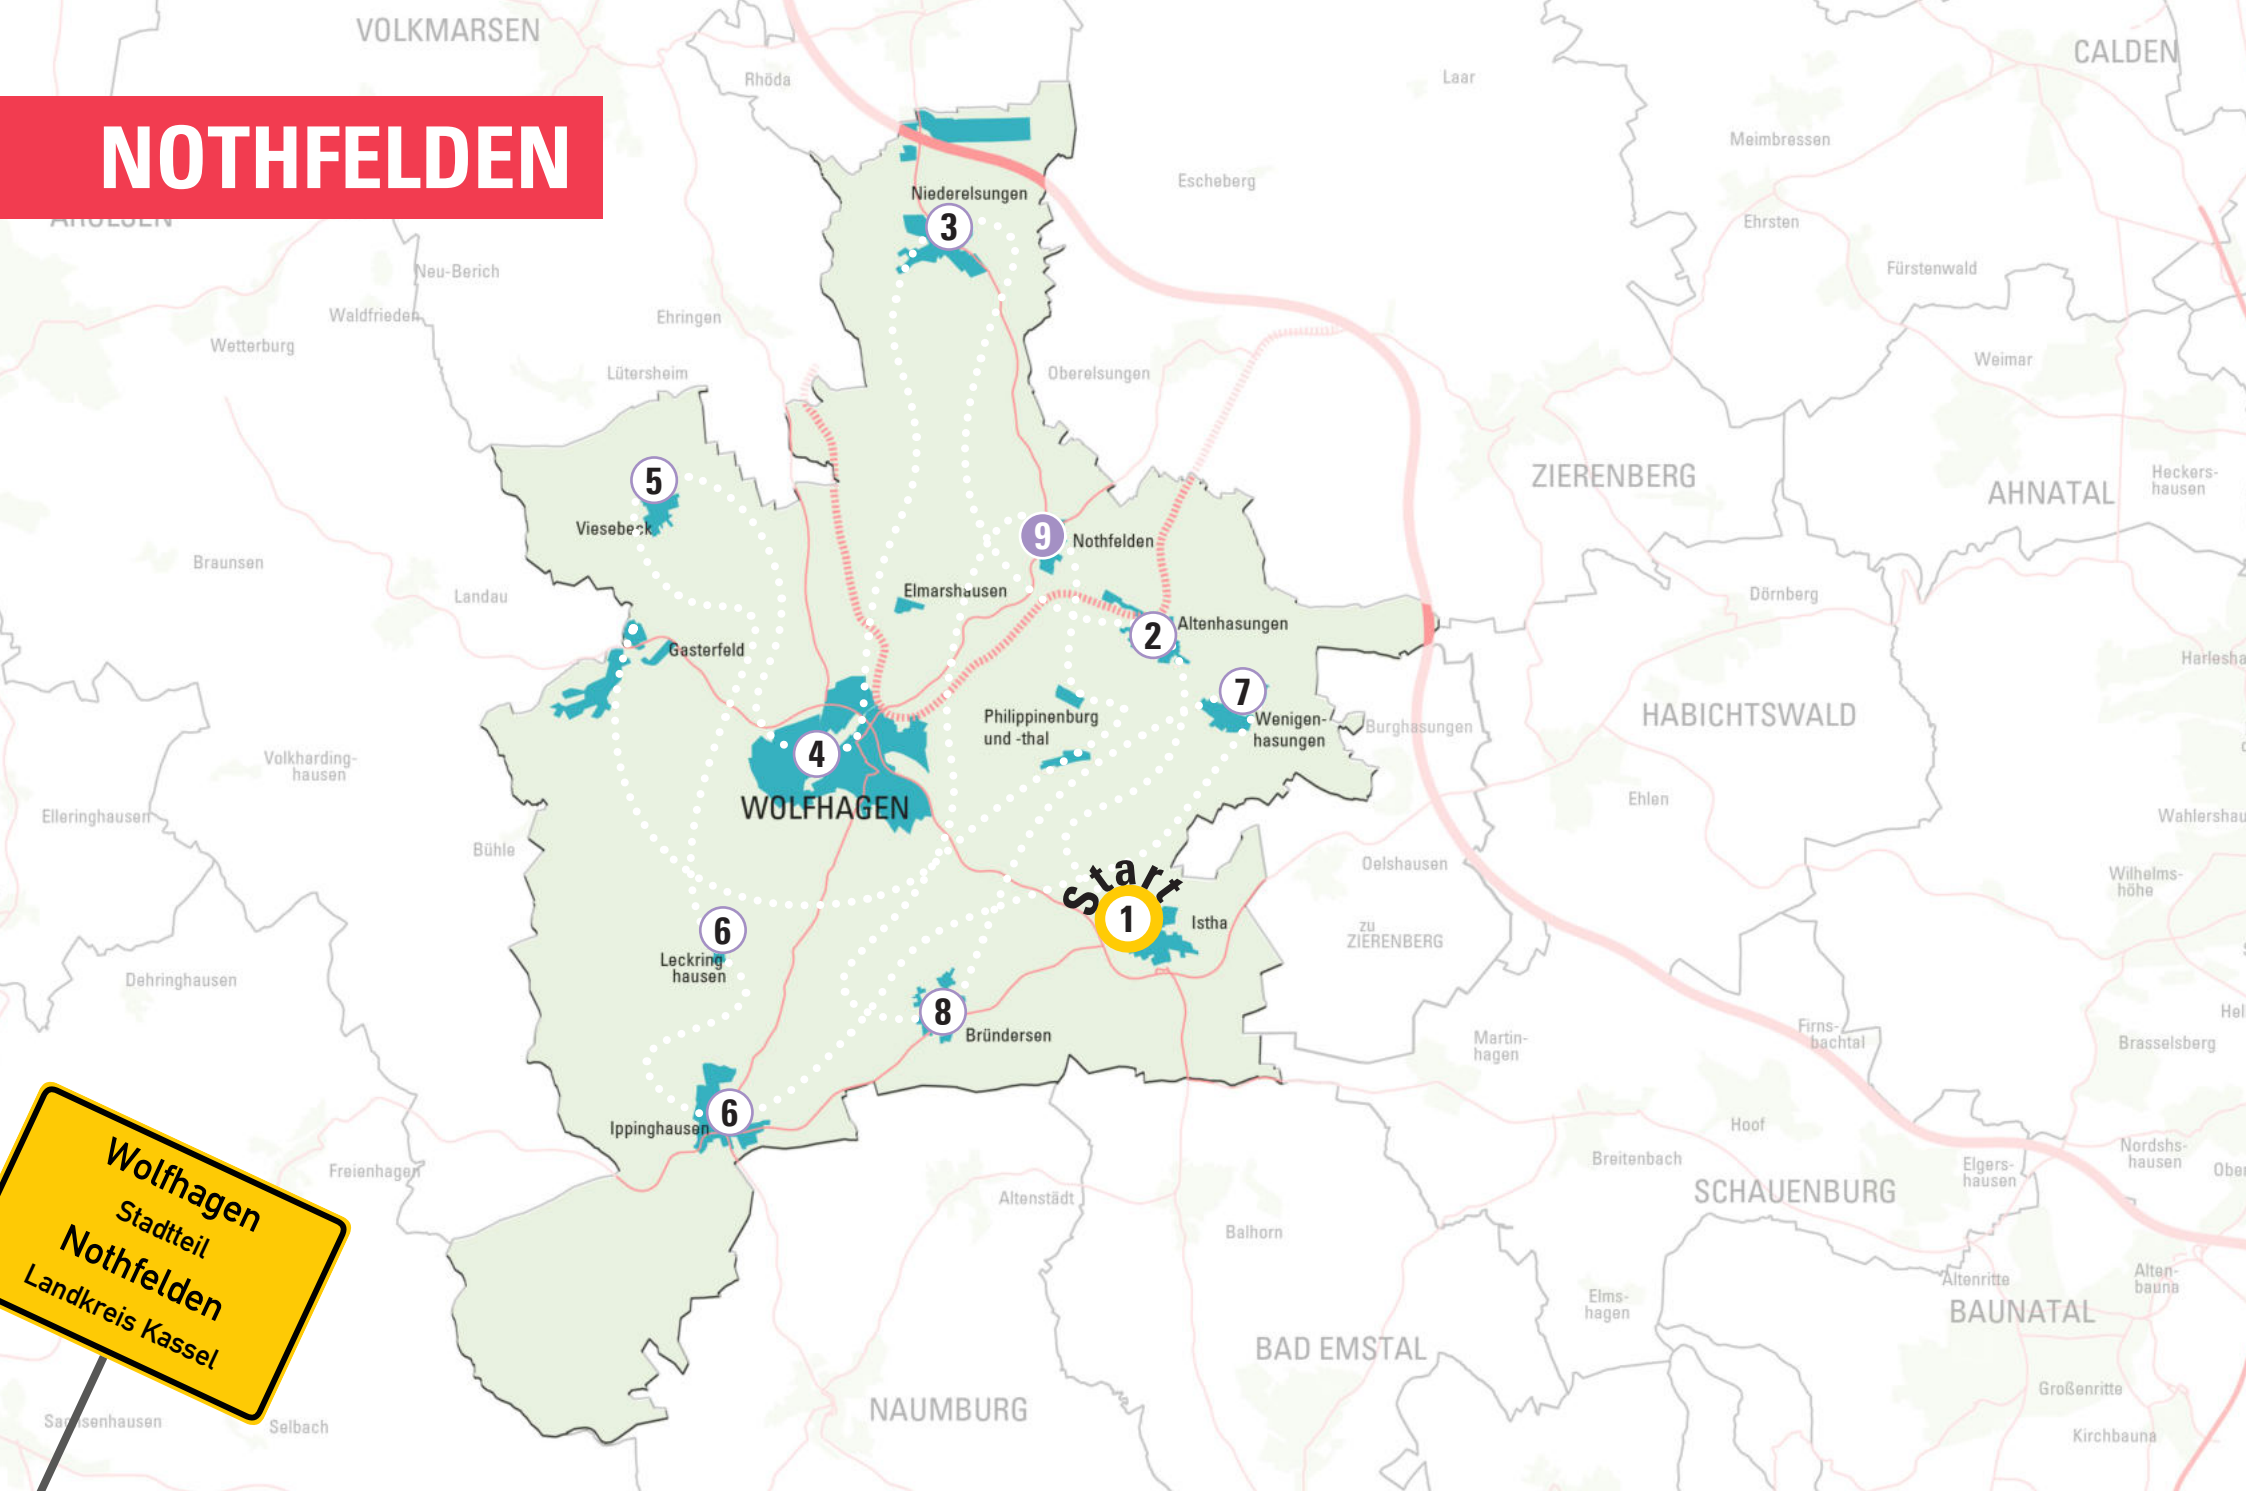 VOLKMARSEN
CALDEN
Rhöda
Laar
NOTHFELDEN
Meimbressen
Escheberg
Niederelsungen
3
AROLSEN
Ehrsten
Neu-Berich
Fürstenwald
Waldfrieden
Ehringen
Wetterburg
Weimar
Lütersheim
Oberelsungen
5
ZIERENBERG
AHNATAL
Heckers-
hausen
Viesebeck
9
Nothfelden
Braunsen
Landau
Elmarshausen
Dörnberg
2
Altenhasungen
Gasterfeld
Harlesha
7
Philippinenburg
und -thal
Wenigen-
hasungen
Burghasungen
HABICHTSWALD
Volkharding-
hausen
4
WOLFHAGEN
Elleringhausen
Ehlen
Wahlershau
Bühle
Start
Oelshausen
Wilhelms-
höhe
1
Istha
zu
ZIERENBERG
6
Leckring
hausen
Dehringhausen
8
Bründersen
Martin-
hagen
Firns-
bachtal
Hel
Brasselsberg
6
Ippinghausen
Hoof
Breitenbach
Nordshs-
hausen
Elgers-
hausen
Ober
Freienhagen
Altenstädt
SCHAUENBURG
Balhorn
Wolfhagen
Stadtteil
Nothfelden
Landkreis Kassel
Altenritte
Alten-
bauna
Elms-
hagen
BAUNATAL
BAD EMSTAL
Großenritte
NAUMBURG
Sachsenhausen
Selbach
Kirchbauna